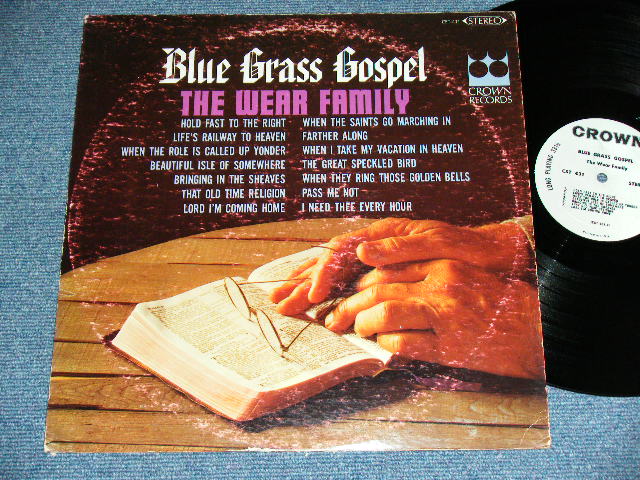 STEREO
Blue Grass Gospel
THE WEAR FAMILY
CROWN
RECORDS
HOLD FAST TO THE RIGHT
LIFE'S RAILWAY TO HEAVEN
WHEN THE ROLE IS CALLED UP YONDER
BEAUTIFUL ISLE OF SOMEWHERE
BRINGING IN THE SHEAVES
THAT OLD TIME RELIGION
LORD I'M COMING HOME
WHEN THE SAINTS GO MARCHING IN
FARTHER ALONG
WHEN I TAKE MY VACATION IN HEAVEN
THE GREAT SPECKLED BIRD
WHEN THEY RING THOSE GOLDEN BELLS
PASS ME NOT
I NEED THEE EVERY HOUR
CROWN
BLUE GRASS GOSPEL
The Wear Family
LONG PLAYING